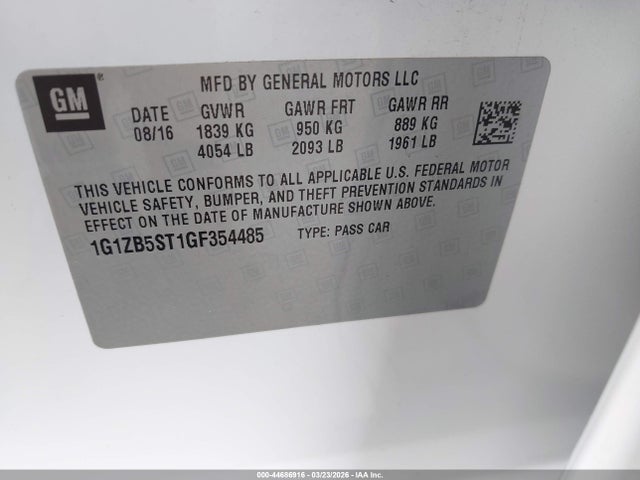 GM ®
MFD BY GENERAL MOTORS LLC
DATE GVWR GAWR FRT GAWR RR
08/16 1839 KG 950 KG 889 KG
4054 LB 2093 LB 1961 LB
THIS VEHICLE CONFORMS TO ALL APPLICABLE U.S. FEDERAL MOTOR
VEHICLE SAFETY, BUMPER, AND THEFT PREVENTION STANDARDS IN
EFFECT ON THE DATE OF MANUFACTURE SHOWN ABOVE.
1G1ZB5ST1GF354485 TYPE: PASS CAR
000-44686916 - 03/23/2026 - IAA Inc.